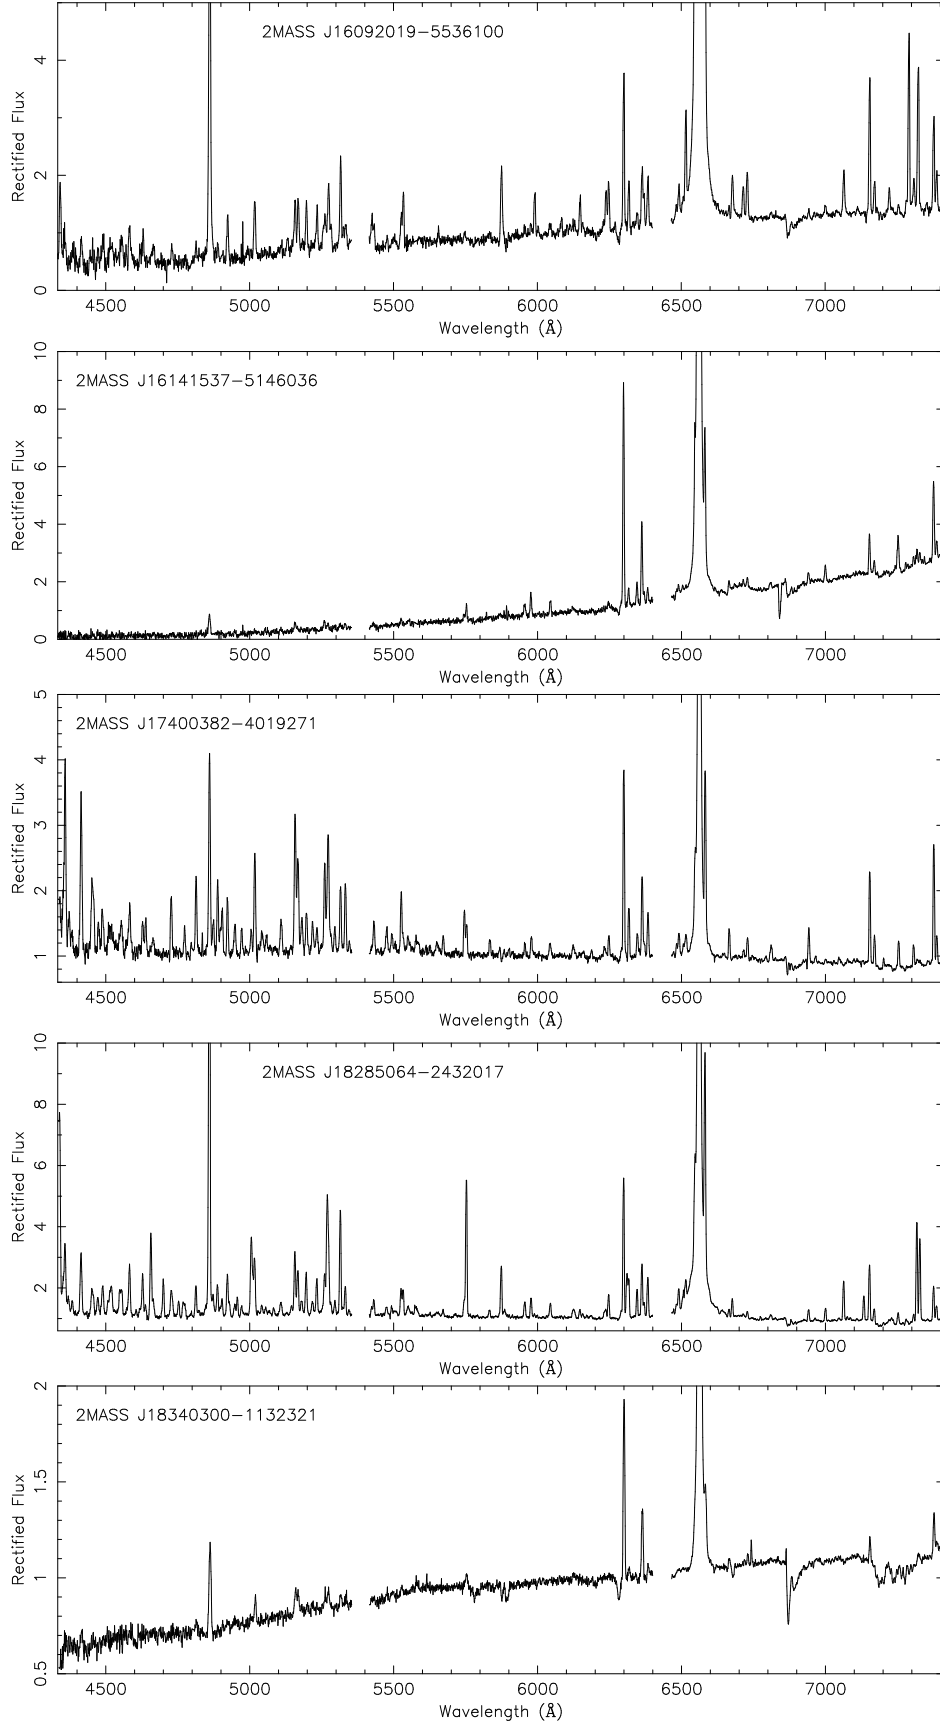 2MASS J16092019−5536100
Rectified Flux
0
2
4
4500 5000 5500 6000 6500 7000
Wavelength (Å)
2MASS J16141537−5146036
Rectified Flux
0
2
4
6
8
10
4500 5000 5500 6000 6500 7000
Wavelength (Å)
2MASS J17400382−4019271
Rectified Flux
1
2
3
4
5
4500 5000 5500 6000 6500 7000
Wavelength (Å)
2MASS J18285064−2432017
Rectified Flux
2
4
6
8
10
4500 5000 5500 6000 6500 7000
Wavelength (Å)
2MASS J18340300−1132321
Rectified Flux
0.5
1
1.5
2
4500 5000 5500 6000 6500 7000
Wavelength (Å)